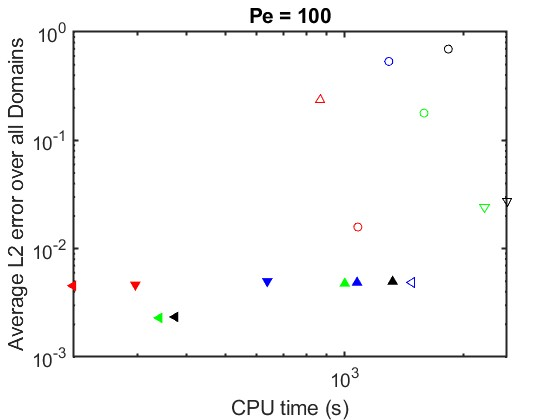 Pe = 100
Average L2 error over all Domains
10^0
10^-1
10^-2
10^-3
10^3
CPU time (s)